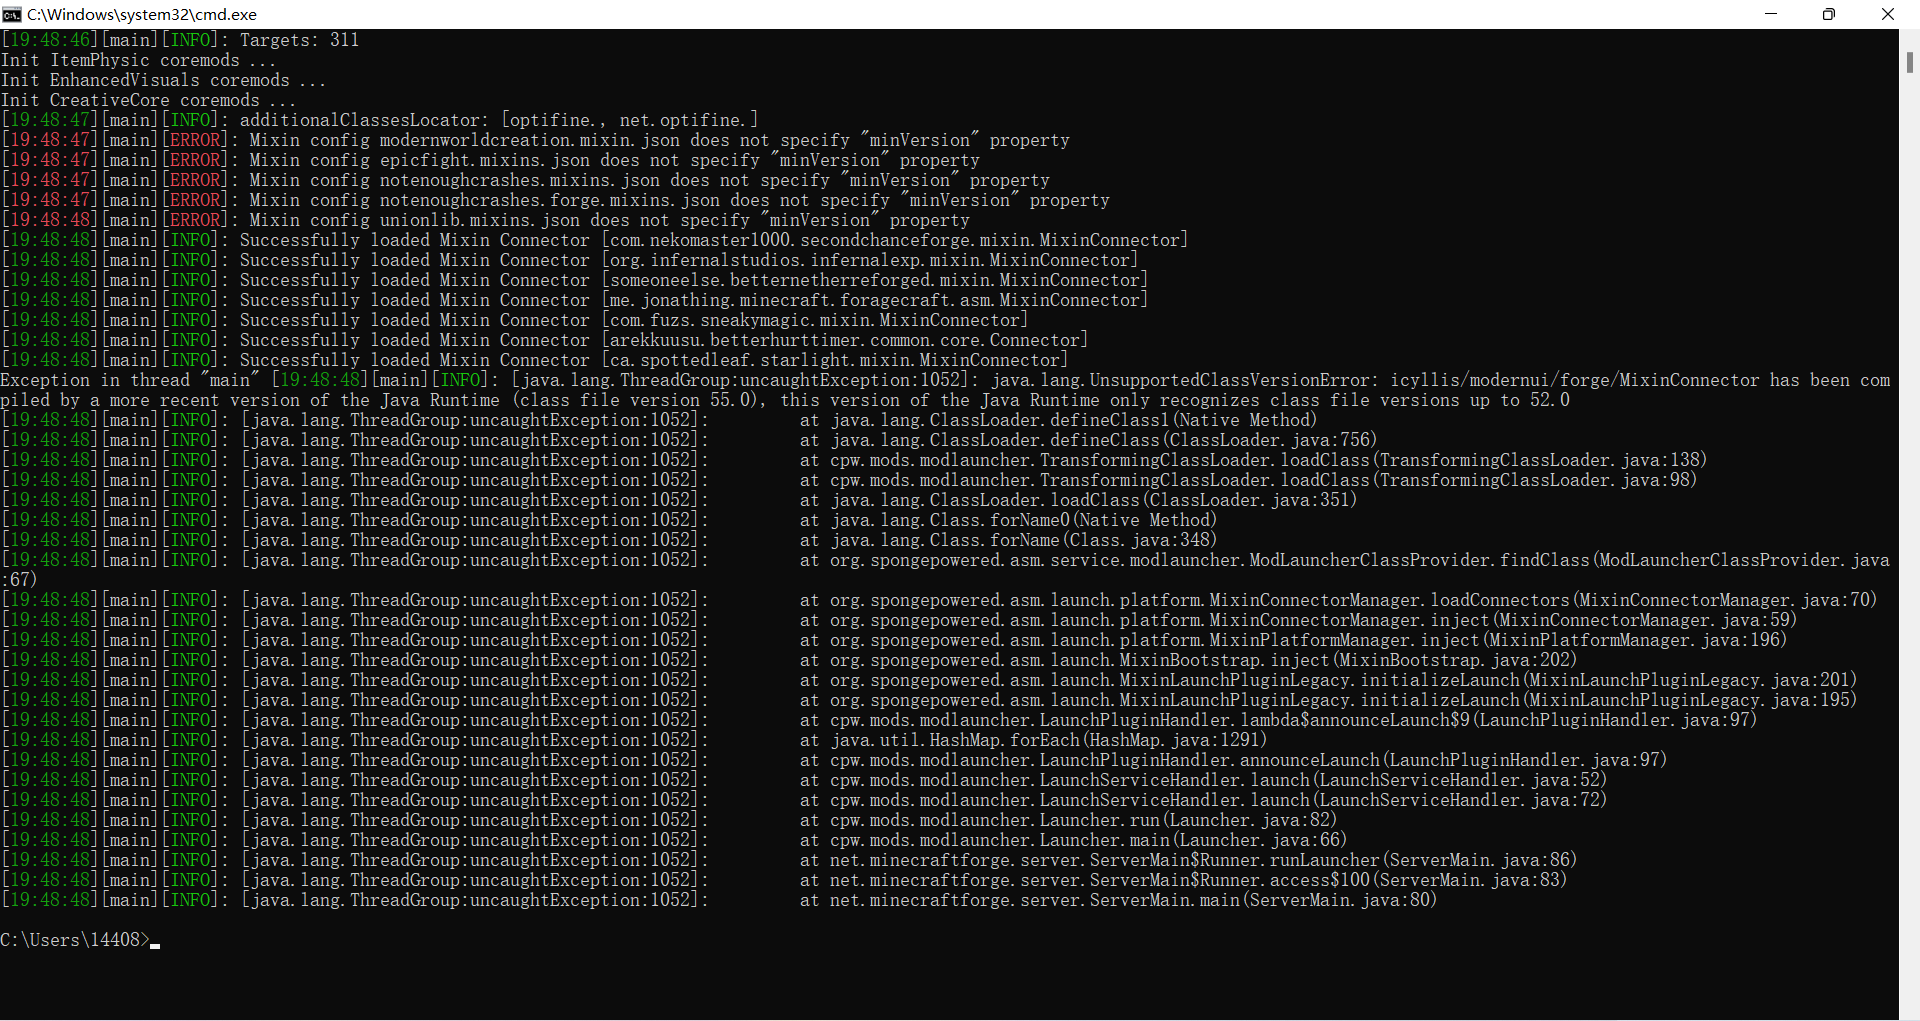 C:\Windows\system32\cmd.exe
[19:48:46][main][INFO]: Targets: 311
Init ItemPhysic coremods ...
Init EnhancedVisuals coremods ...
Init CreativeCore coremods ...
[19:48:47][main][INFO]: additionalClassesLocator: [optifine., net.optifine.]
[19:48:47][main][ERROR]: Mixin config modernworldcreation.mixin.json does not specify "minVersion" property
[19:48:47][main][ERROR]: Mixin config epicfight.mixins.json does not specify "minVersion" property
[19:48:47][main][ERROR]: Mixin config notenoughcrashes.mixins.json does not specify "minVersion" property
[19:48:47][main][ERROR]: Mixin config notenoughcrashes.forge.mixins.json does not specify "minVersion" property
[19:48:48][main][ERROR]: Mixin config unionlib.mixins.json does not specify "minVersion" property
[19:48:48][main][INFO]: Successfully loaded Mixin Connector [com.nekomaster1000.secondchanceforge.mixin.MixinConnector]
[19:48:48][main][INFO]: Successfully loaded Mixin Connector [org.infernalstudios.infernalexp.mixin.MixinConnector]
[19:48:48][main][INFO]: Successfully loaded Mixin Connector [someoneelse.betternetherreforged.mixin.MixinConnector]
[19:48:48][main][INFO]: Successfully loaded Mixin Connector [me.jonathing.minecraft.foragecraft.asm.MixinConnector]
[19:48:48][main][INFO]: Successfully loaded Mixin Connector [com.fuzs.sneakymagic.mixin.MixinConnector]
[19:48:48][main][INFO]: Successfully loaded Mixin Connector [arekkuusu.betterhurttimer.common.core.Connector]
[19:48:48][main][INFO]: Successfully loaded Mixin Connector [ca.spottedleaf.starlight.mixin.MixinConnector]
Exception in thread "main" [19:48:48][main][INFO]: [java.lang.ThreadGroup:uncaughtException:1052]: java.lang.UnsupportedClassVersionError: icyllis/modernui/forge/MixinConnector has been com
piled by a more recent version of the Java Runtime (class file version 55.0), this version of the Java Runtime only recognizes class file versions up to 52.0
[19:48:48][main][INFO]: [java.lang.ThreadGroup:uncaughtException:1052]: at java.lang.ClassLoader.defineClass1(Native Method)
[19:48:48][main][INFO]: [java.lang.ThreadGroup:uncaughtException:1052]: at java.lang.ClassLoader.defineClass(ClassLoader.java:756)
[19:48:48][main][INFO]: [java.lang.ThreadGroup:uncaughtException:1052]: at cpw.mods.modlauncher.TransformingClassLoader.loadClass(TransformingClassLoader.java:138)
[19:48:48][main][INFO]: [java.lang.ThreadGroup:uncaughtException:1052]: at cpw.mods.modlauncher.TransformingClassLoader.loadClass(TransformingClassLoader.java:98)
[19:48:48][main][INFO]: [java.lang.ThreadGroup:uncaughtException:1052]: at java.lang.ClassLoader.loadClass(ClassLoader.java:351)
[19:48:48][main][INFO]: [java.lang.ThreadGroup:uncaughtException:1052]: at java.lang.Class.forName0(Native Method)
[19:48:48][main][INFO]: [java.lang.ThreadGroup:uncaughtException:1052]: at java.lang.Class.forName(Class.java:348)
[19:48:48][main][INFO]: [java.lang.ThreadGroup:uncaughtException:1052]: at org.spongepowered.asm.service.modlauncher.ModLauncherClassProvider.findClass(ModLauncherClassProvider.java
:67)
[19:48:48][main][INFO]: [java.lang.ThreadGroup:uncaughtException:1052]: at org.spongepowered.asm.launch.platform.MixinConnectorManager.loadConnectors(MixinConnectorManager.java:70)
[19:48:48][main][INFO]: [java.lang.ThreadGroup:uncaughtException:1052]: at org.spongepowered.asm.launch.platform.MixinConnectorManager.inject(MixinConnectorManager.java:59)
[19:48:48][main][INFO]: [java.lang.ThreadGroup:uncaughtException:1052]: at org.spongepowered.asm.launch.platform.MixinPlatformManager.inject(MixinPlatformManager.java:196)
[19:48:48][main][INFO]: [java.lang.ThreadGroup:uncaughtException:1052]: at org.spongepowered.asm.launch.MixinBootstrap.inject(MixinBootstrap.java:202)
[19:48:48][main][INFO]: [java.lang.ThreadGroup:uncaughtException:1052]: at org.spongepowered.asm.launch.MixinLaunchPluginLegacy.initializeLaunch(MixinLaunchPluginLegacy.java:201)
[19:48:48][main][INFO]: [java.lang.ThreadGroup:uncaughtException:1052]: at org.spongepowered.asm.launch.MixinLaunchPluginLegacy.initializeLaunch(MixinLaunchPluginLegacy.java:195)
[19:48:48][main][INFO]: [java.lang.ThreadGroup:uncaughtException:1052]: at cpw.mods.modlauncher.LaunchPluginHandler.lambda$announceLaunch$9(LaunchPluginHandler.java:97)
[19:48:48][main][INFO]: [java.lang.ThreadGroup:uncaughtException:1052]: at java.util.HashMap.forEach(HashMap.java:1291)
[19:48:48][main][INFO]: [java.lang.ThreadGroup:uncaughtException:1052]: at cpw.mods.modlauncher.LaunchPluginHandler.announceLaunch(LaunchPluginHandler.java:97)
[19:48:48][main][INFO]: [java.lang.ThreadGroup:uncaughtException:1052]: at cpw.mods.modlauncher.LaunchServiceHandler.launch(LaunchServiceHandler.java:52)
[19:48:48][main][INFO]: [java.lang.ThreadGroup:uncaughtException:1052]: at cpw.mods.modlauncher.LaunchServiceHandler.launch(LaunchServiceHandler.java:72)
[19:48:48][main][INFO]: [java.lang.ThreadGroup:uncaughtException:1052]: at cpw.mods.modlauncher.Launcher.run(Launcher.java:82)
[19:48:48][main][INFO]: [java.lang.ThreadGroup:uncaughtException:1052]: at cpw.mods.modlauncher.Launcher.main(Launcher.java:66)
[19:48:48][main][INFO]: [java.lang.ThreadGroup:uncaughtException:1052]: at net.minecraftforge.server.ServerMain$Runner.runLauncher(ServerMain.java:86)
[19:48:48][main][INFO]: [java.lang.ThreadGroup:uncaughtException:1052]: at net.minecraftforge.server.ServerMain$Runner.access$100(ServerMain.java:83)
[19:48:48][main][INFO]: [java.lang.ThreadGroup:uncaughtException:1052]: at net.minecraftforge.server.ServerMain.main(ServerMain.java:80)
C:\Users\14408>